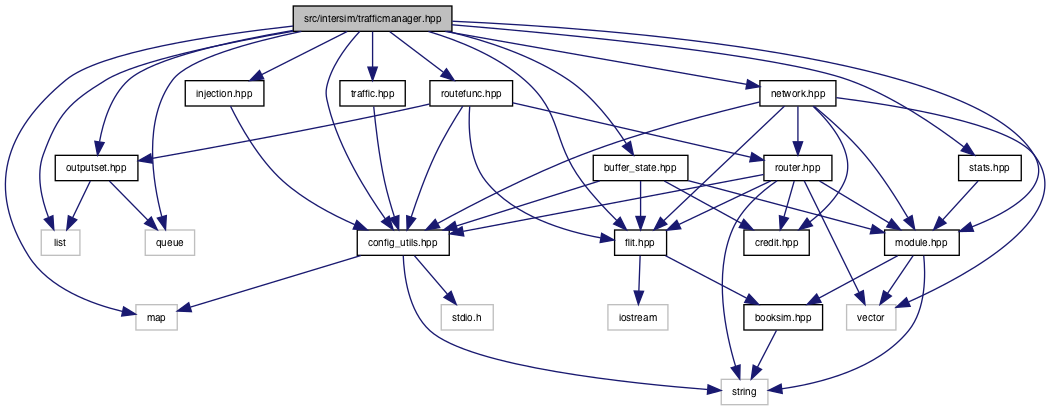 src/intersim/trafficmanager.hpp
injection.hpp
traffic.hpp
routefunc.hpp
network.hpp
outputset.hpp
buffer_state.hpp
router.hpp
stats.hpp
list
queue
config_utils.hpp
flit.hpp
credit.hpp
module.hpp
map
stdio.h
iostream
booksim.hpp
vector
string